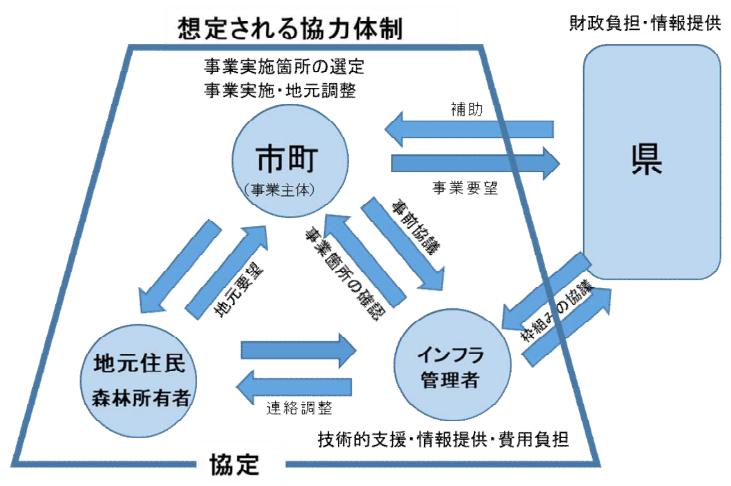 想定される協力体制
財政負担・情報提供
事業実施箇所の選定
事業実施・地元調整
補助
市町
（事業主体）
県
事業要望
事前協議
事業箇所の確認
地元要望
枠組みの協議
地元住民
森林所有者
インフラ
管理者
連絡調整
技術的支援・情報提供・費用負担
協定